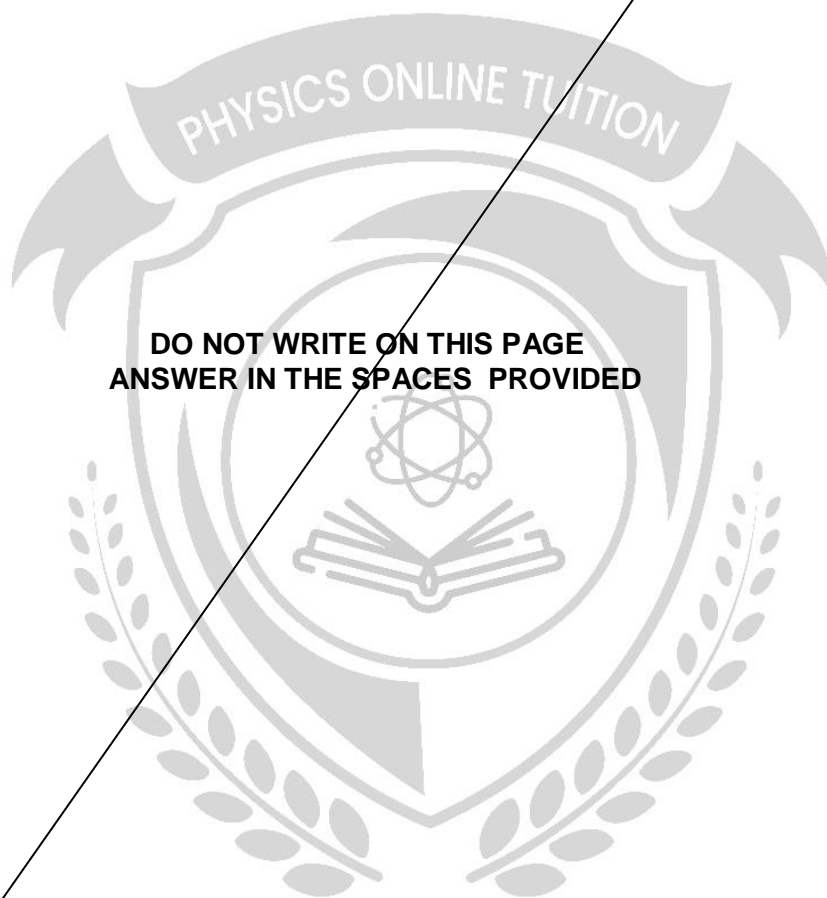 PHYSICS ONLINE TUITION
DO NOT WRITE ON THIS PAGE
ANSWER IN THE SPACES PROVIDED